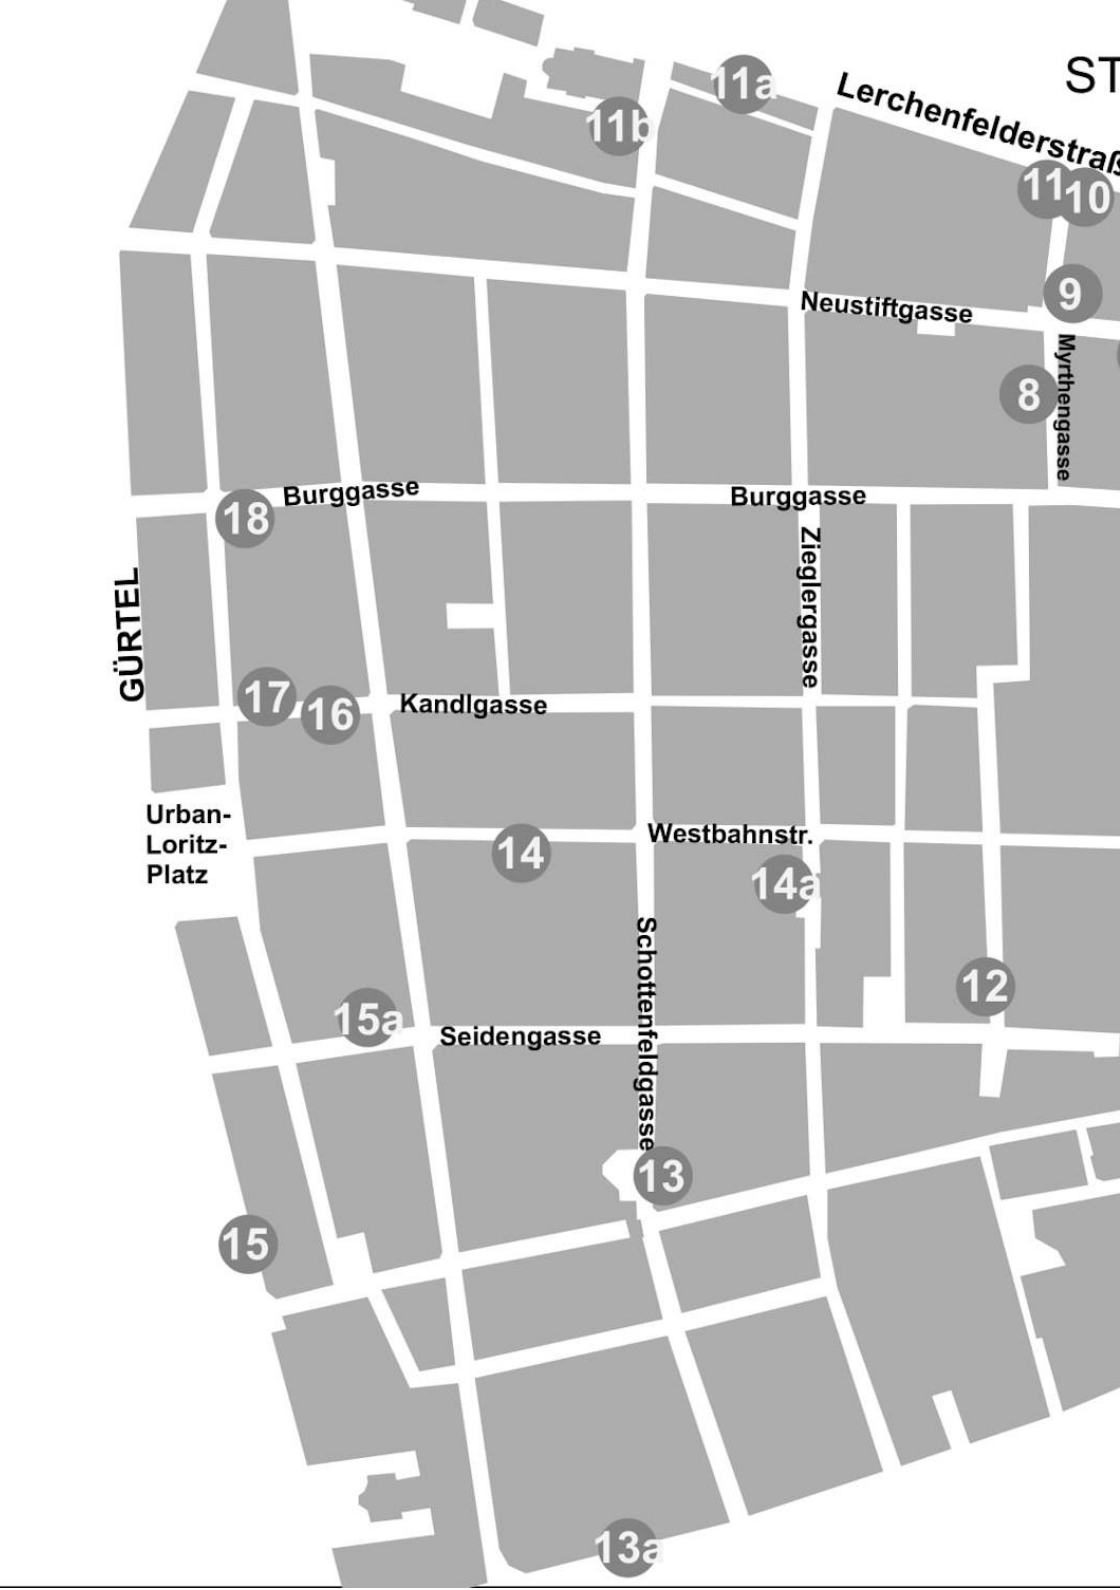 ST
11a
Lerchenfelderstraß
11b
11
10
9
Neustiftgasse
Myrthengasse
8
Burggasse
Burggasse
18
Zieglergasse
GÜRTEL
17
16
Kandlgasse
Urban-
Loritz-
Platz
Westbahnstr.
14
14a
Schottenfeldgasse
12
15a
Seidengasse
13
15
13a